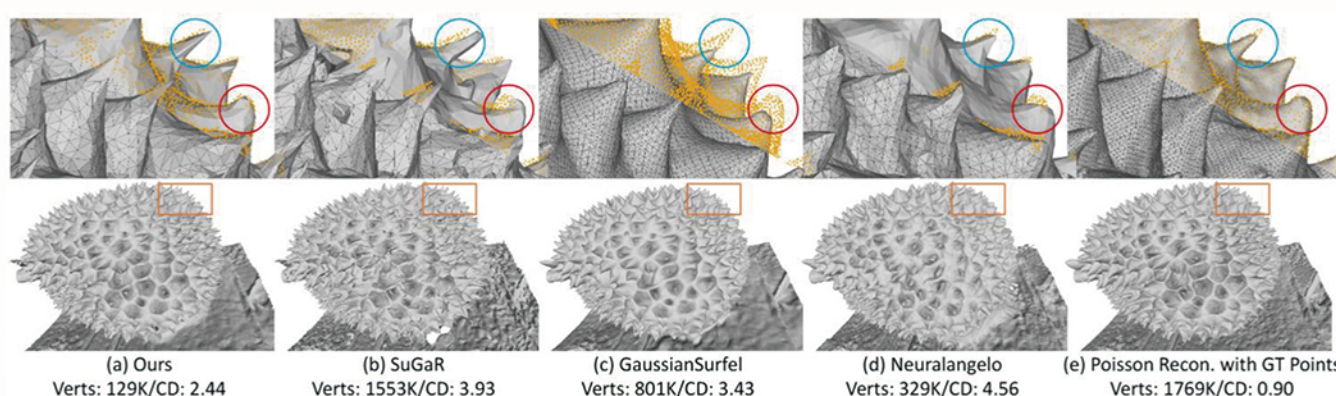 (a) Ours
Verts: 129K/CD: 2.44
(b) SuGaR
Verts: 1553K/CD: 3.93
(c) GaussianSurfel
Verts: 801K/CD: 3.43
(d) Neuralangelo
Verts: 329K/CD: 4.56
(e) Poisson Recon. with GT Points
Verts: 1769K/CD: 0.90